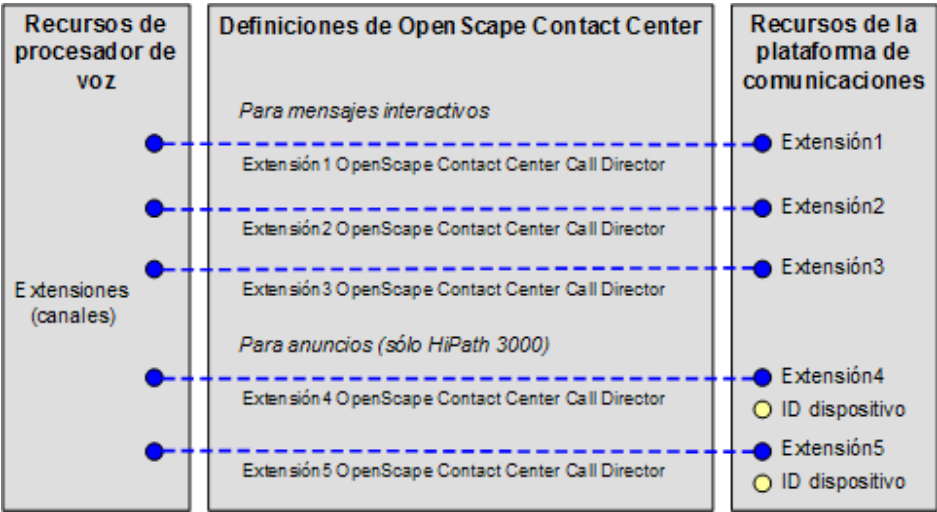 Recursos de
procesador de
voz
Extensiones
(canales)
Definiciones de OpenScape Contact Center
Para mensajes interactivos
Extensión1 OpenScape Contact Center Call Director
Extensión2 OpenScape Contact Center Call Director
Extensión3 OpenScape Contact Center Call Director
Para anuncios (sólo HiPath 3000)
Extensión4 OpenScape Contact Center Call Director
Extensión5 OpenScape Contact Center Call Director
Recursos de la
plataforma de
comunicaciones
Extensión1
Extensión2
Extensión3
Extensión4
ID dispositivo
Extensión5
ID dispositivo